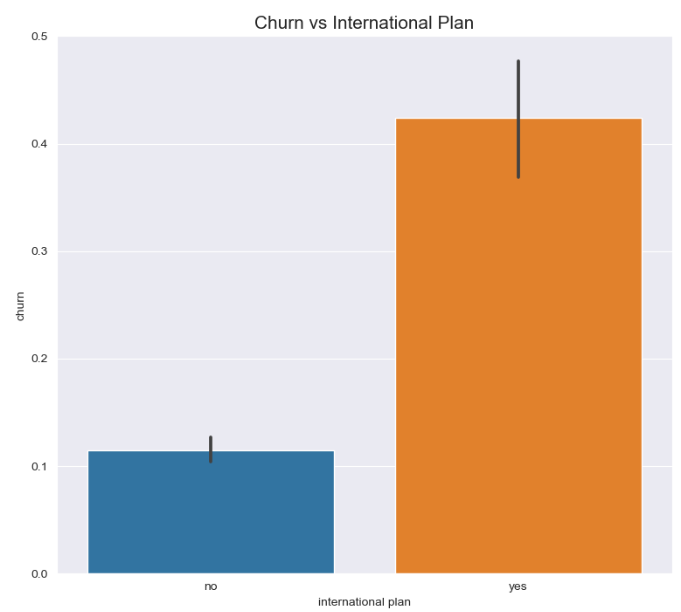 Churn vs International Plan
0.5
0.4
0.3
churn
0.2
0.1
0.0
no
yes
international plan